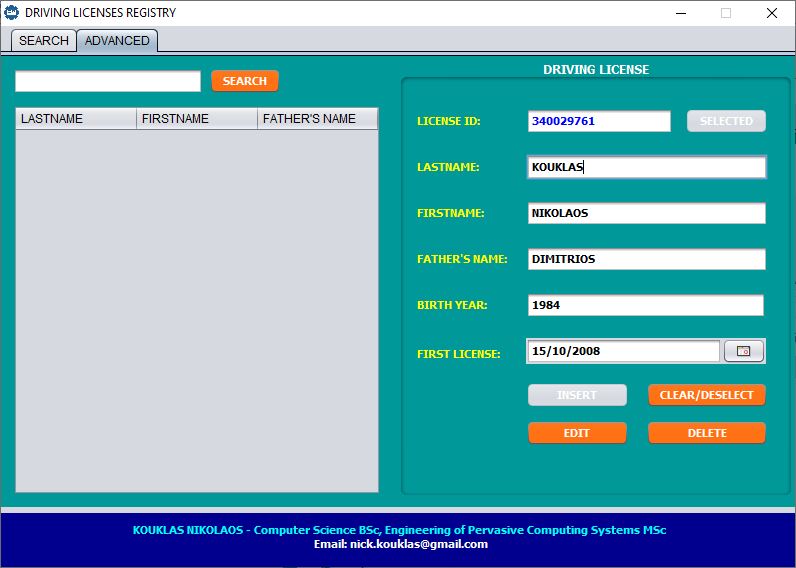 DRIVING LICENSES REGISTRY
SEARCH ADVANCED
SEARCH
LASTNAME FIRSTNAME FATHER'S NAME
DRIVING LICENSE
LICENSE ID: 340029761 SELECTED
LASTNAME: KOUKLAS
FIRSTNAME: NIKOLAOS
FATHER'S NAME: DIMITRIOS
BIRTH YEAR: 1984
FIRST LICENSE: 15/10/2008
INSERT CLEAR/DESELECT
EDIT DELETE
KOUKLAS NIKOLAOS - Computer Science BSc, Engineering of Pervasive Computing Systems MSc
Email: nick.kouklas@gmail.com